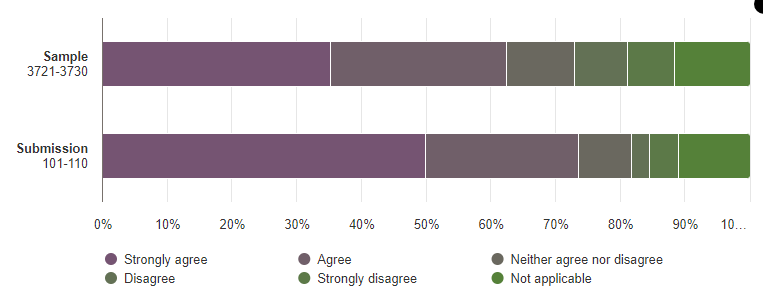 Sample
3721-3730
Submission
101-110
0% 10% 20% 30% 40% 50% 60% 70% 80% 90% 10...
Strongly agree Agree Neither agree nor disagree
Disagree Strongly disagree Not applicable